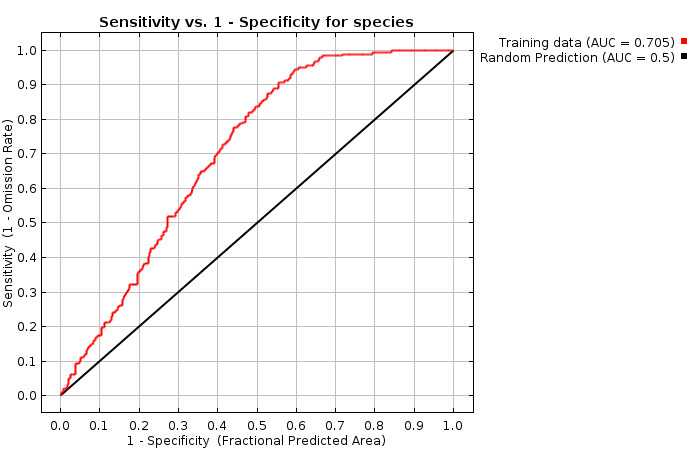 Sensitivity vs. 1 - Specificity for species
Training data (AUC = 0.705)
Random Prediction (AUC = 0.5)
Sensitivity (1 - Omission Rate)
1.0
0.9
0.8
0.7
0.6
0.5
0.4
0.3
0.2
0.1
0.0
0.0 0.1 0.2 0.3 0.4 0.5 0.6 0.7 0.8 0.9 1.0
1 - Specificity (Fractional Predicted Area)